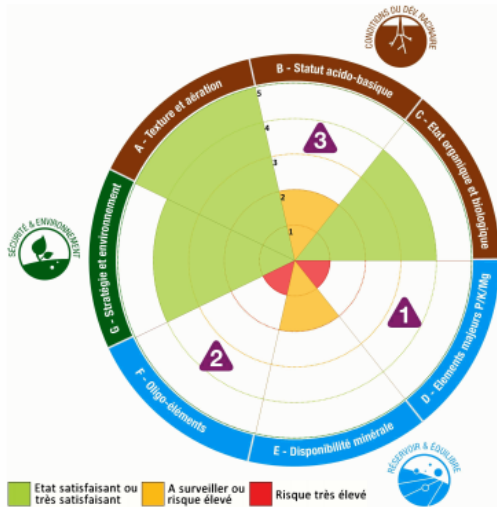 CONDITIONS DU DÉV. RACINAIRE
B - Statut acido-basique
A - Texture et aération
C - Etat organique et biologique
5
4
3
2
1
3
SÉCURITÉ & ENVIRONNEMENT
G - Stratégie et environnement
1
2
D - Elements majeurs P/K/Mg
F - Oligo-éléments
E - Disponibilité minérale
RÉSERVOIR & ÉQUILIBRE
Etat satisfaisant ou
très satisfaisant
A surveiller ou
risque élevé
Risque très élevé